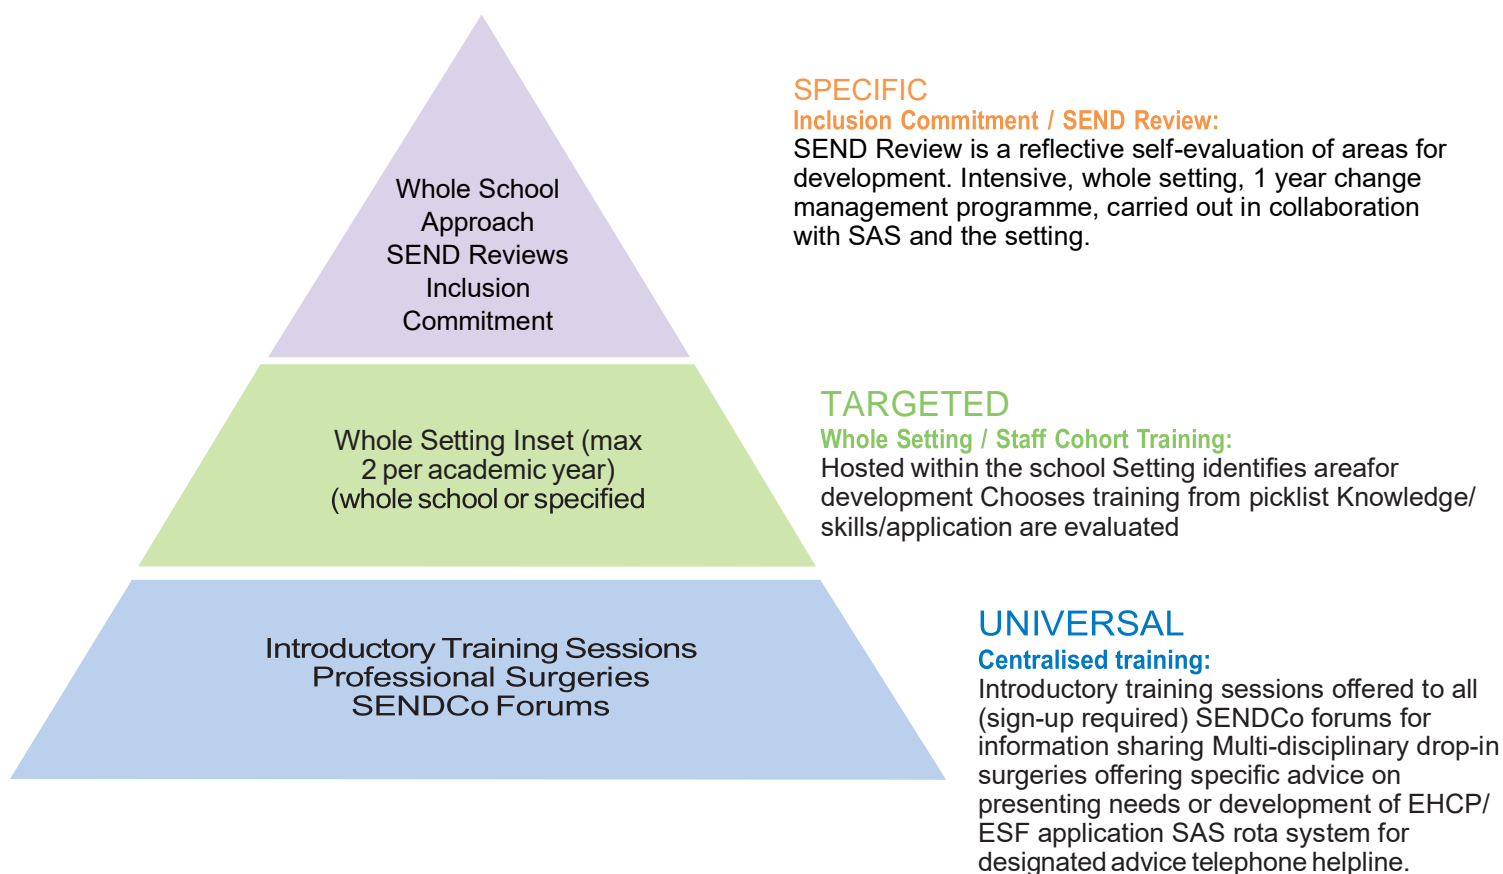 Whole School
Approach
SEND Reviews
Inclusion
Commitment
SPECIFIC
Inclusion Commitment / SEND Review:
SEND Review is a reflective self-evaluation of areas for
development. Intensive, whole setting, 1 year change
management programme, carried out in collaboration
with SAS and the setting.
Whole Setting Inset (max
2 per academic year)
(whole school or specified
TARGETED
Whole Setting / Staff Cohort Training:
Hosted within the school Setting identifies areafor
development Chooses training from picklist Knowledge/
skills/application are evaluated
Introductory Training Sessions
Professional Surgeries
SENDCo Forums
UNIVERSAL
Centralised training:
Introductory training sessions offered to all
(sign-up required) SENDCo forums for
information sharing Multi-disciplinary drop-in
surgeries offering specific advice on
presenting needs or development of EHCP/
ESF application SAS rota system for
designated advice telephone helpline.